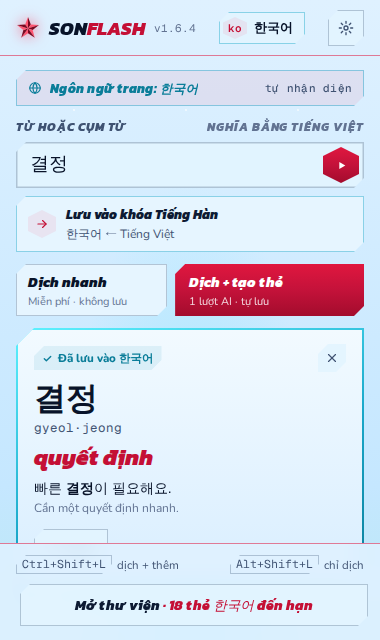 SONFLASH v1.6.4 ko 한국어
Ngôn ngữ trang: 한국어 tự nhận diện
TỪ HOẶC CỤM TỪ NGHĨA BẰNG TIẾNG VIỆT
결정
Lưu vào khóa Tiếng Hàn
한국어 ← Tiếng Việt
Dịch nhanh
Miễn phí · không lưu
Dịch + tạo thẻ
1 lượt AI · tự lưu
Đã lưu vào 한국어
결정
gyeol·jeong
quyết định
빠른 결정이 필요해요.
Cần một quyết định nhanh.
Ctrl+Shift+L dịch + thêm Alt+Shift+L chỉ dịch
Mở thư viện · 18 thẻ 한국어 đến hạn